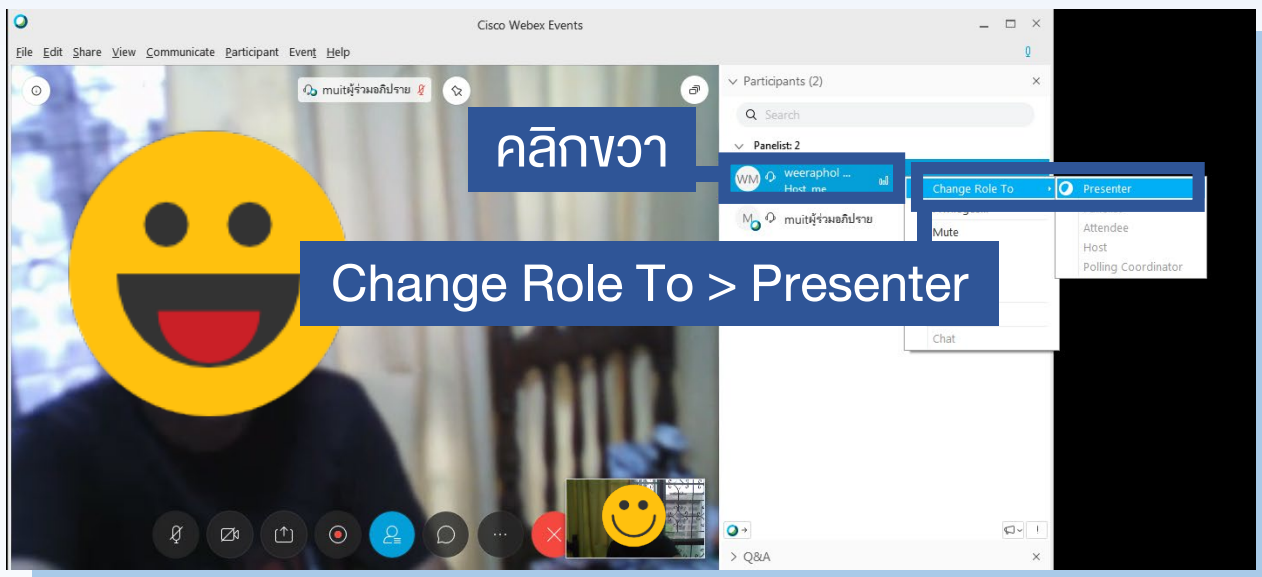 Cisco Webex Events
File Edit Share View Communicate Participant Event Help
muitผู้ร่วมอภิปราย
Participants (2)
Search
Panelist: 2
คลิกขวา
WM weeraphol ...
Host, me
Change Role To
Presenter
M muitผู้ร่วมอภิปราย
Mute
Attendee
Host
Polling Coordinator
Change Role To > Presenter
Chat
Q&A